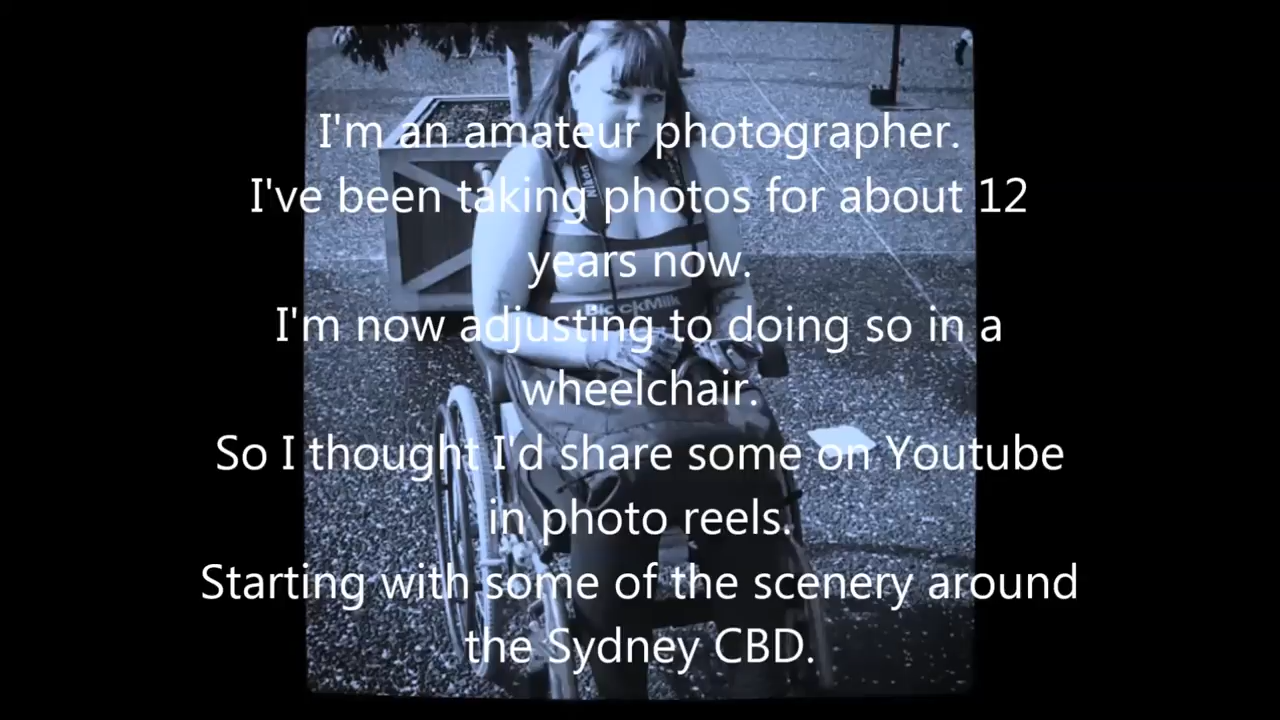 I'm an amateur photographer.
I've been taking photos for about 12
years now.
I'm now adjusting to doing so in a
wheelchair.
So I thought I'd share some on Youtube
in photo reels.
Starting with some of the scenery around
the Sydney CBD.
Nikon
BlackMilk